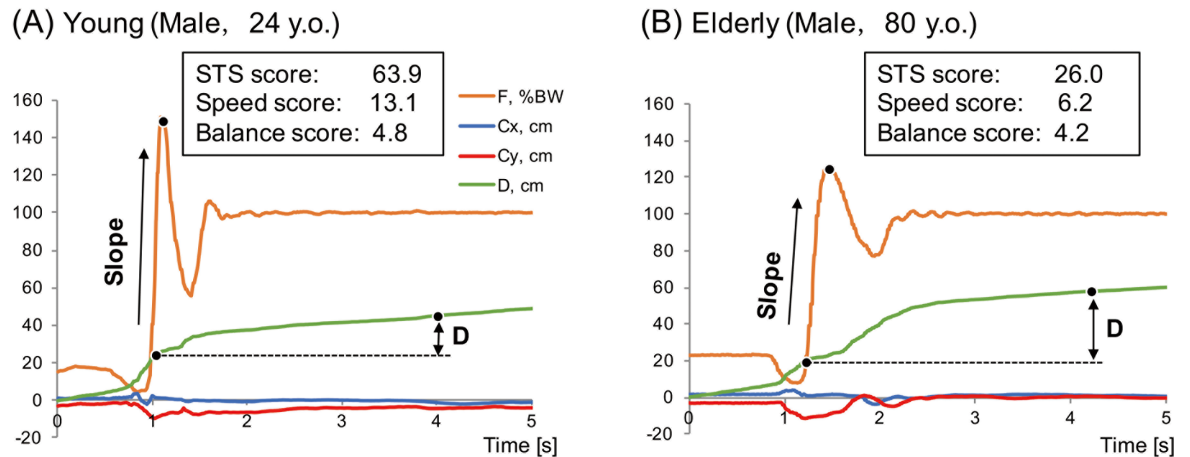 (A) Young (Male, 24 y.o.)
STS score: 63.9
Speed score: 13.1
Balance score: 4.8
F, %BW
Cx, cm
Cy, cm
D, cm
160
140
120
100
80
60
40
20
0
-20
Slope
D
0 1 2 3 4 5
Time [s]
(B) Elderly (Male, 80 y.o.)
STS score: 26.0
Speed score: 6.2
Balance score: 4.2
160
140
120
100
80
60
40
20
0
-20
Slope
D
0 1 2 3 4 5
Time [s]